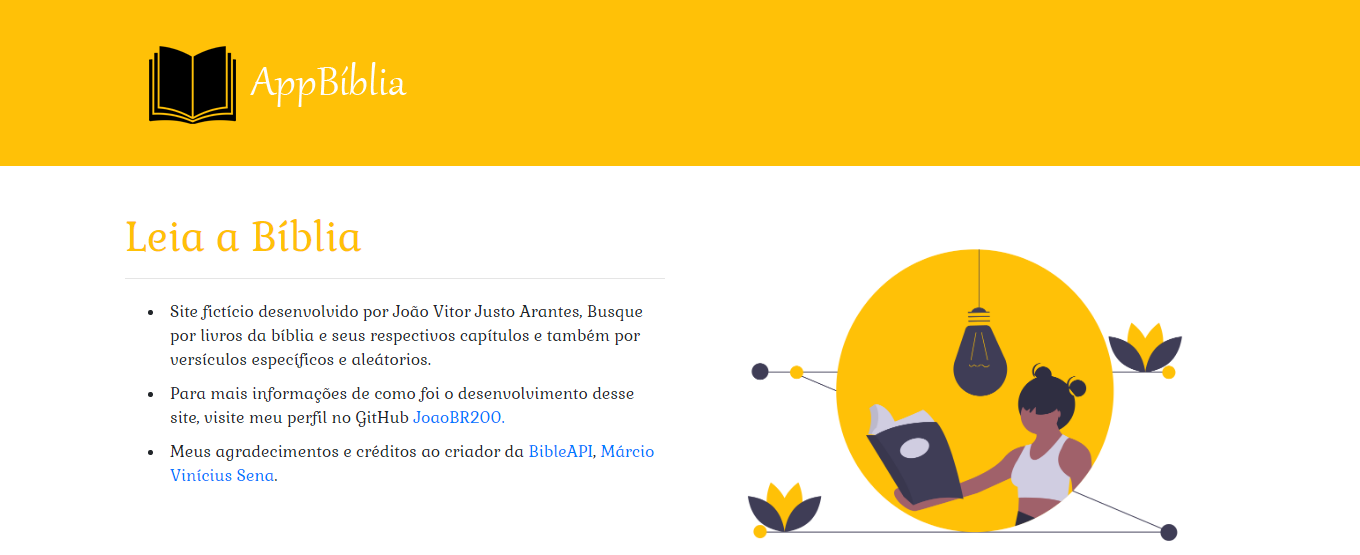 AppBíblia
Leia a Bíblia
Site fictício desenvolvido por João Vitor Justo Arantes, Busque
por livros da bíblia e seus respectivos capítulos e também por
versículos específicos e aleátorios.
Para mais informações de como foi o desenvolvimento desse
site, visite meu perfil no GitHub JoaoBR200.
Meus agradecimentos e créditos ao criador da BibleAPI, Márcio
Vinícius Sena.